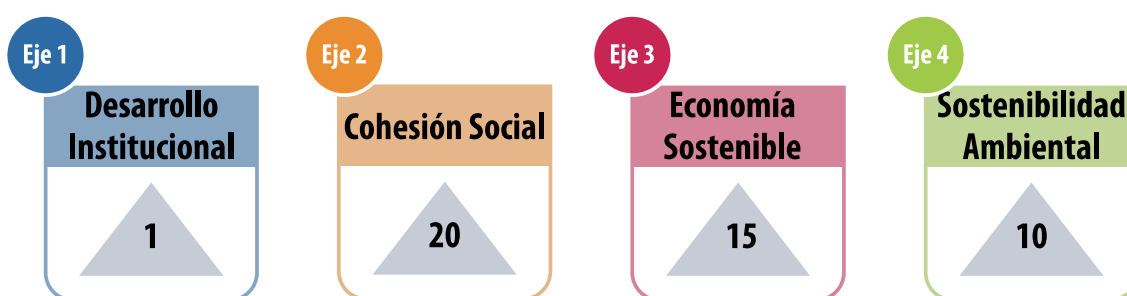 Eje 1
Desarrollo
Institucional
1
Eje 2
Cohesión Social
20
Eje 3
Economía
Sostenible
15
Eje 4
Sostenibilidad
Ambiental
10